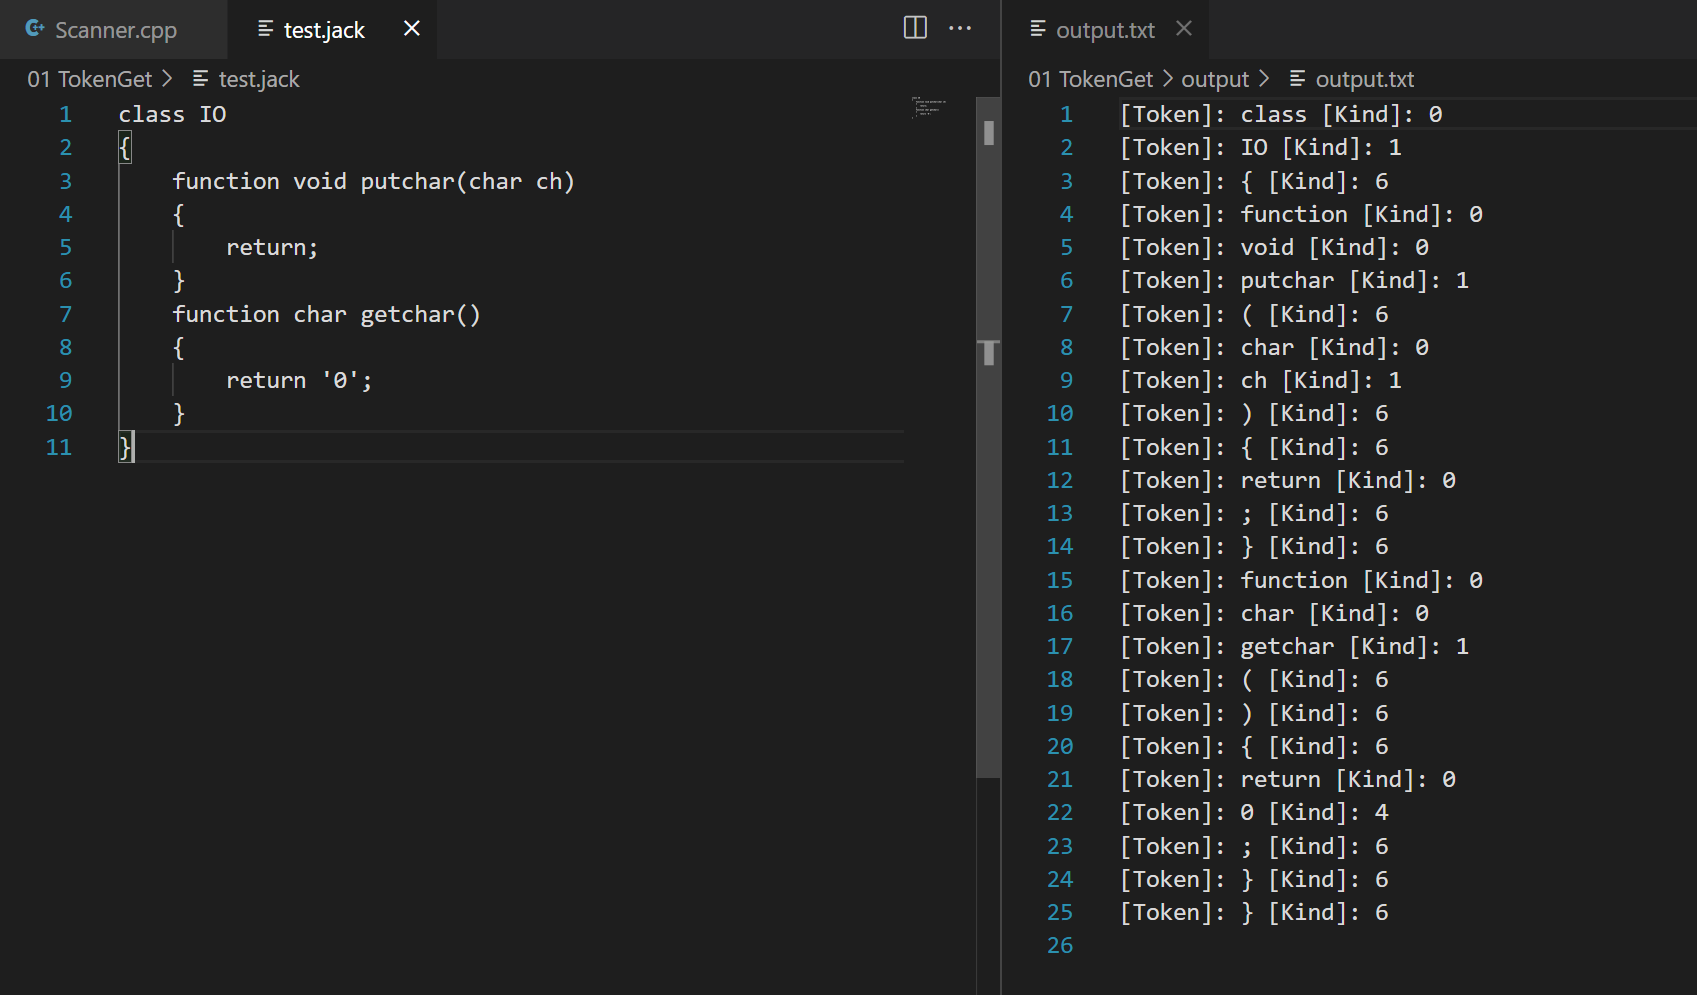 Scanner.cpp test.jack
01 TokenGet > test.jack
1 class IO
2 {
3     function void putchar(char ch)
4     {
5         return;
6     }
7     function char getchar()
8     {
9         return '0';
10     }
11 }
output.txt
01 TokenGet > output > output.txt
1 [Token]: class [Kind]: 0
2 [Token]: IO [Kind]: 1
3 [Token]: { [Kind]: 6
4 [Token]: function [Kind]: 0
5 [Token]: void [Kind]: 0
6 [Token]: putchar [Kind]: 1
7 [Token]: ( [Kind]: 6
8 [Token]: char [Kind]: 0
9 [Token]: ch [Kind]: 1
10 [Token]: ) [Kind]: 6
11 [Token]: { [Kind]: 6
12 [Token]: return [Kind]: 0
13 [Token]: ; [Kind]: 6
14 [Token]: } [Kind]: 6
15 [Token]: function [Kind]: 0
16 [Token]: char [Kind]: 0
17 [Token]: getchar [Kind]: 1
18 [Token]: ( [Kind]: 6
19 [Token]: ) [Kind]: 6
20 [Token]: { [Kind]: 6
21 [Token]: return [Kind]: 0
22 [Token]: 0 [Kind]: 4
23 [Token]: ; [Kind]: 6
24 [Token]: } [Kind]: 6
25 [Token]: } [Kind]: 6
26